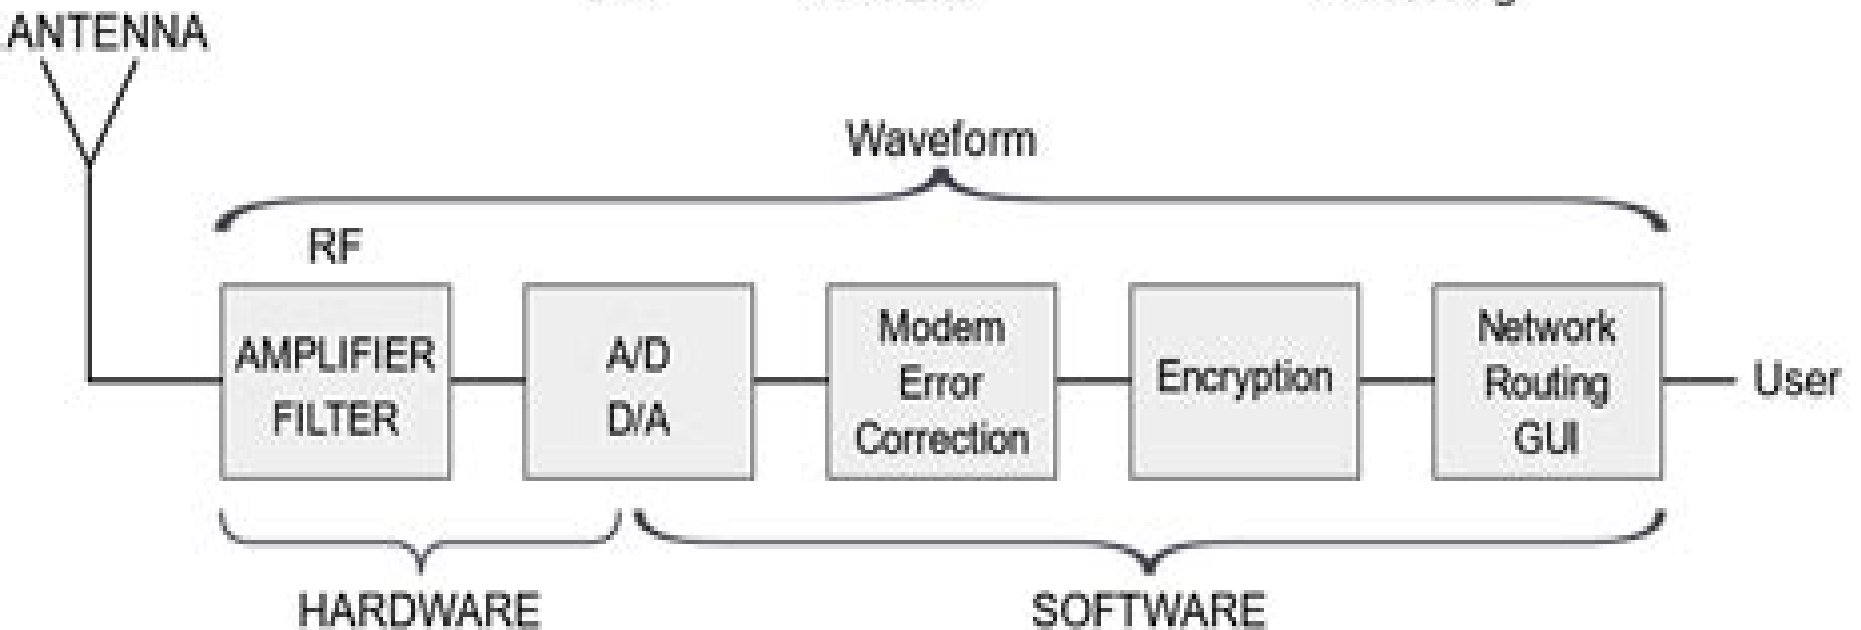 ANTENNA
Waveform
RF
AMPLIFIER
FILTER
A/D
D/A
Modem
Error
Correction
Encryption
Network
Routing
GUI
User
HARDWARE
SOFTWARE